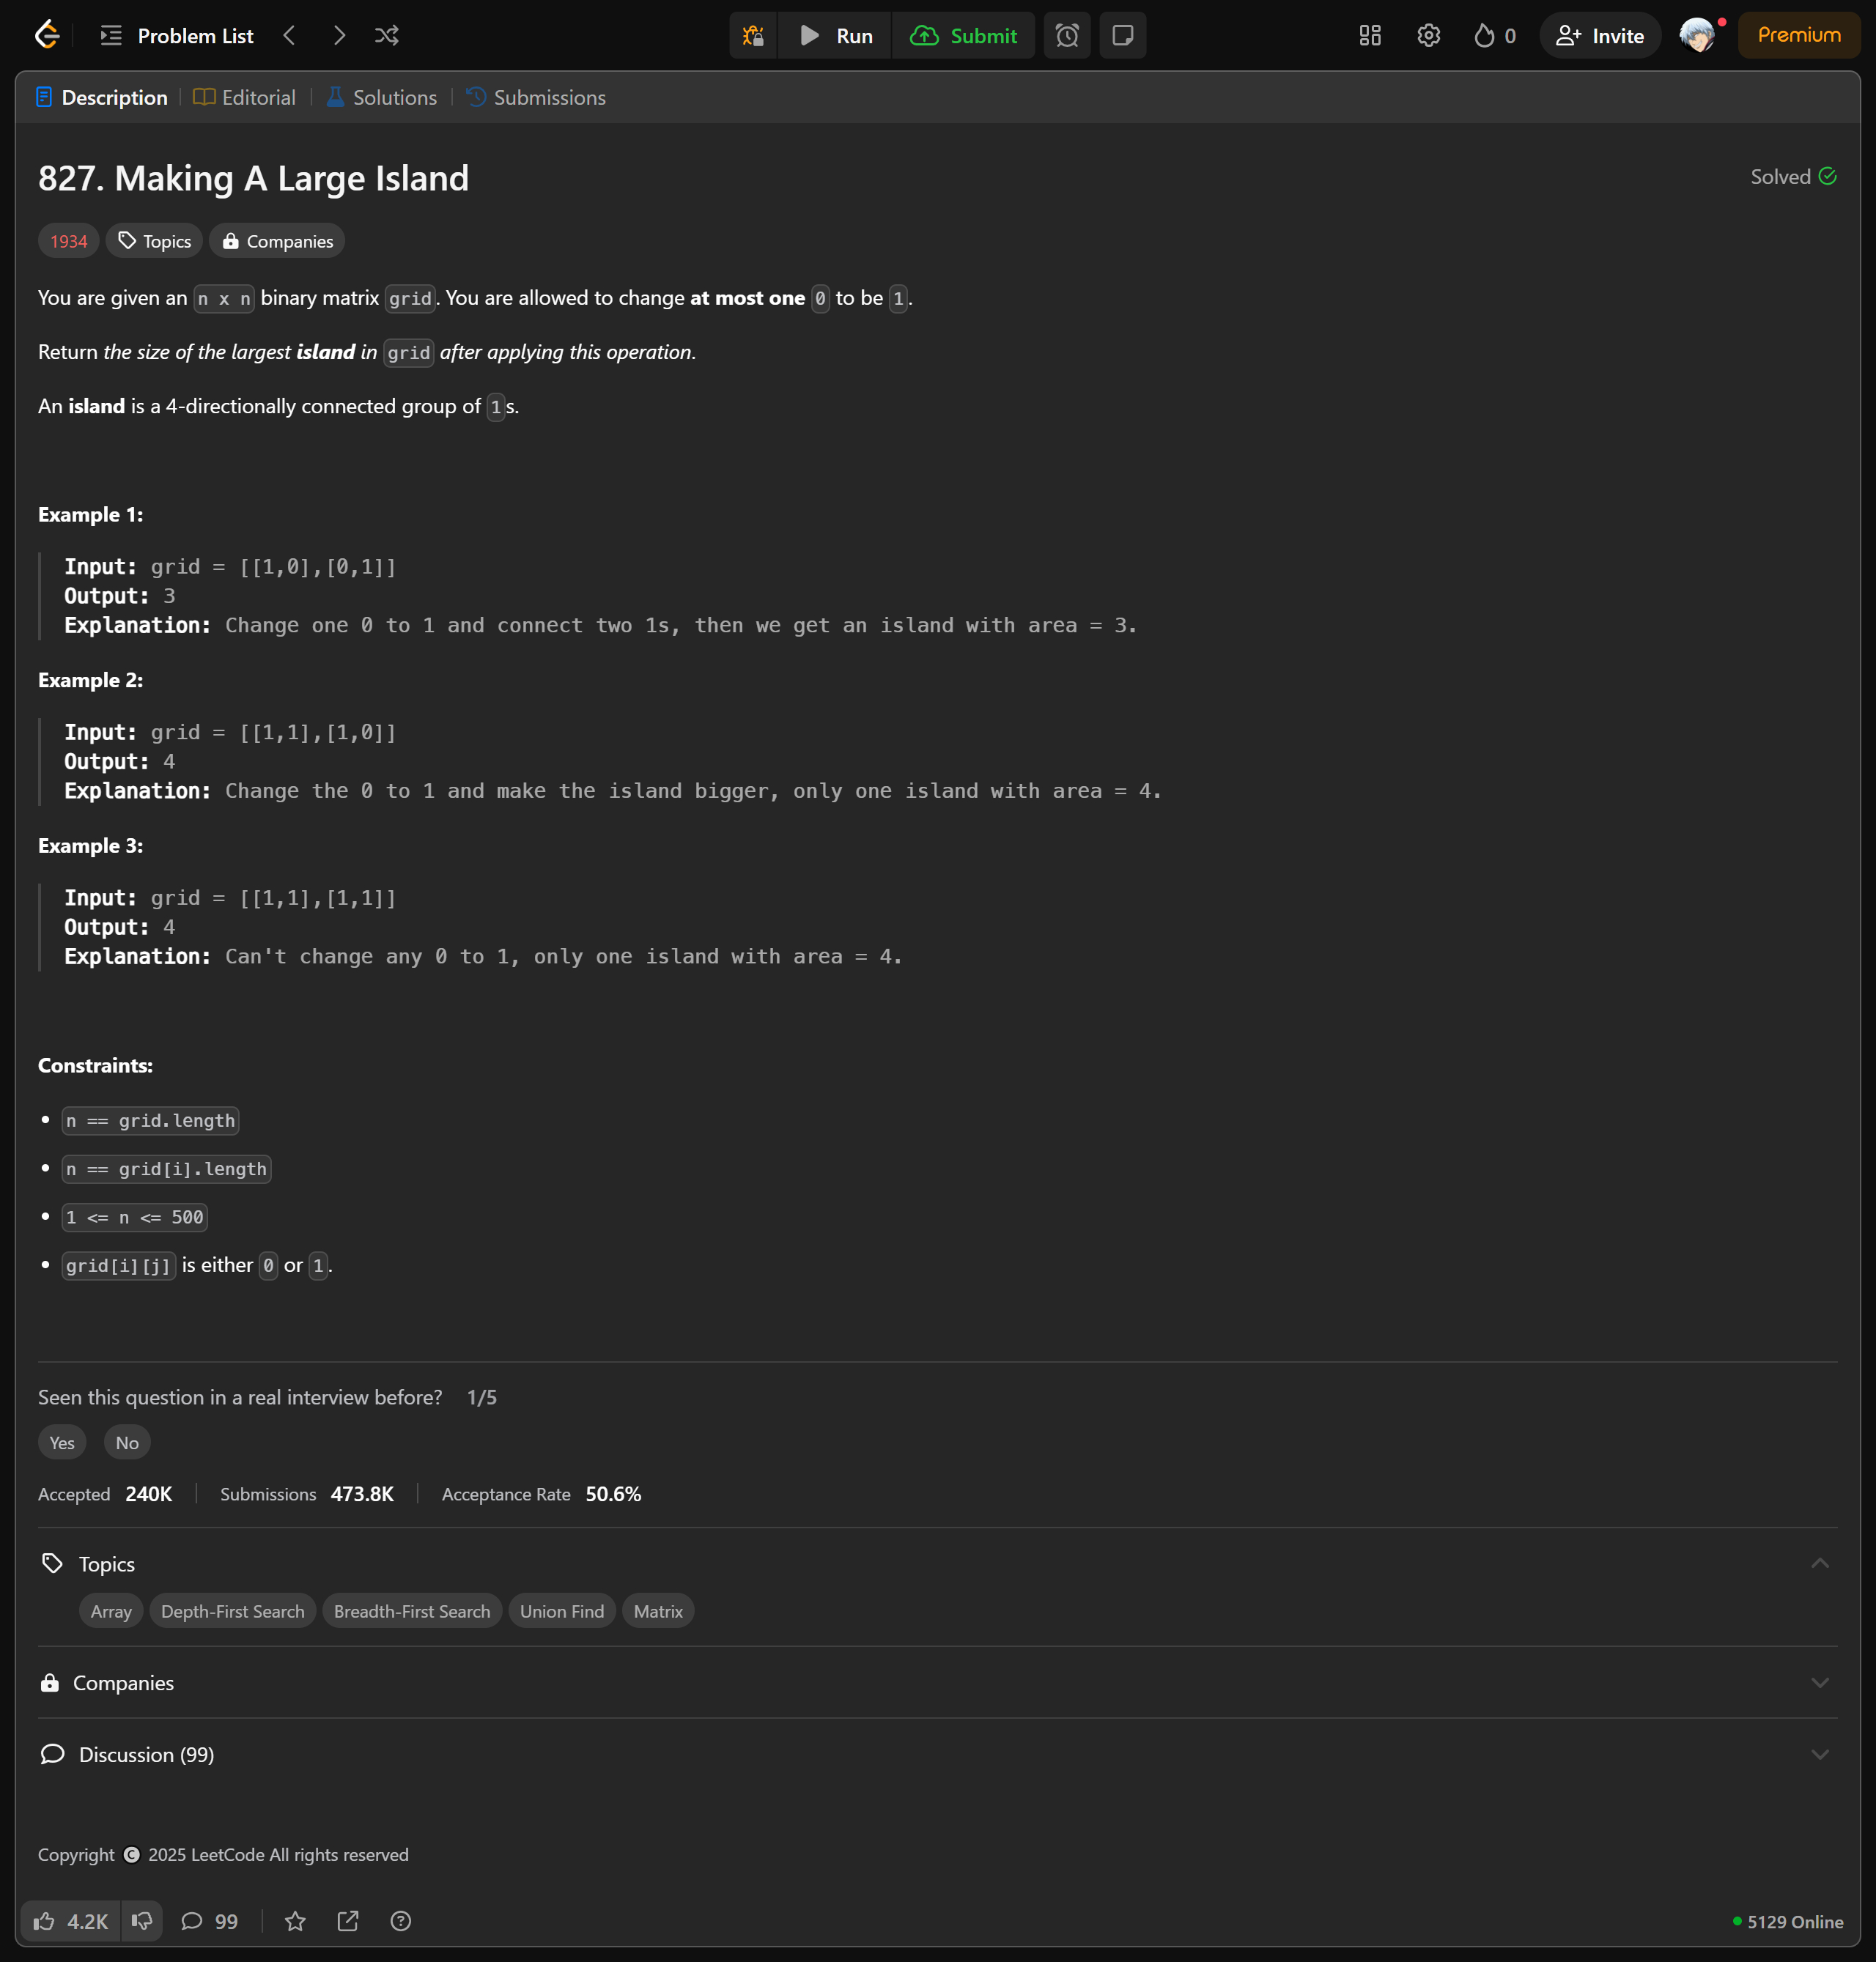 Problem List
Run
Submit
0
Invite
Premium
Description
Editorial
Solutions
Submissions
827. Making A Large Island
Solved
1934
Topics
Companies
You are given an n x n binary matrix grid. You are allowed to change at most one 0 to be 1.
Return the size of the largest island in grid after applying this operation.
An island is a 4-directionally connected group of 1s.
Example 1:
Input: grid = [[1,0],[0,1]]
Output: 3
Explanation: Change one 0 to 1 and connect two 1s, then we get an island with area = 3.
Example 2:
Input: grid = [[1,1],[1,0]]
Output: 4
Explanation: Change the 0 to 1 and make the island bigger, only one island with area = 4.
Example 3:
Input: grid = [[1,1],[1,1]]
Output: 4
Explanation: Can't change any 0 to 1, only one island with area = 4.
Constraints:
• n == grid.length
• n == grid[i].length
• 1 <= n <= 500
• grid[i][j] is either 0 or 1.
Seen this question in a real interview before? 1/5
Yes No
Accepted 240K Submissions 473.8K Acceptance Rate 50.6%
Topics
Array Depth-First Search Breadth-First Search Union Find Matrix
Companies
Discussion (99)
Copyright © 2025 LeetCode All rights reserved
4.2K 99 5129 Online